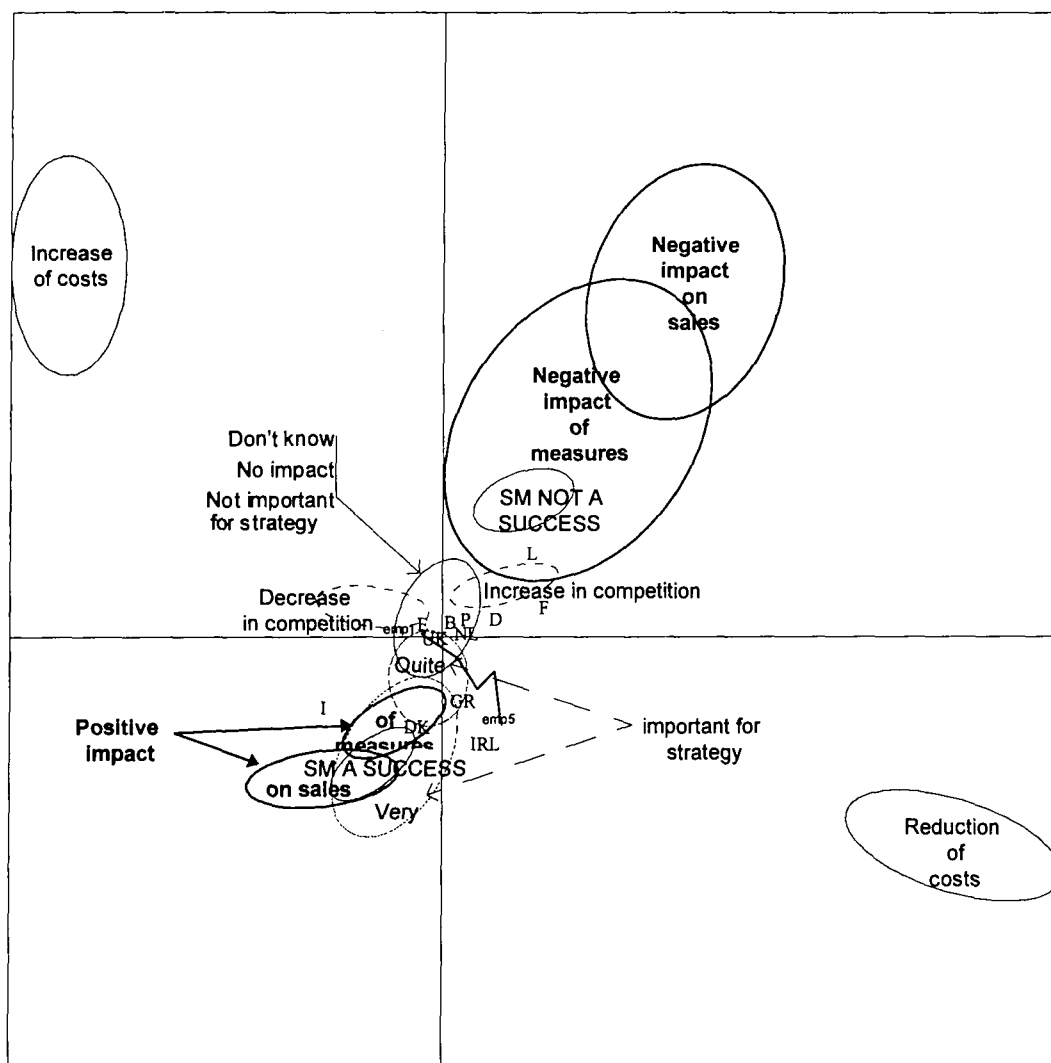 Increase
of costs
Negative
impact
on
sales
Negative
impact
of
measures
SM NOT A
SUCCESS
Don't know
No impact
Not important
for strategy
L
Increase in competition
F
Decrease
in competition
emp1
E
B
P
D
UK
NL
Quite
GR
emp5
I
Positive
impact
of
measures
DK
IRL
important for
strategy
SM A SUCCESS
on sales
Very
Reduction
of
costs